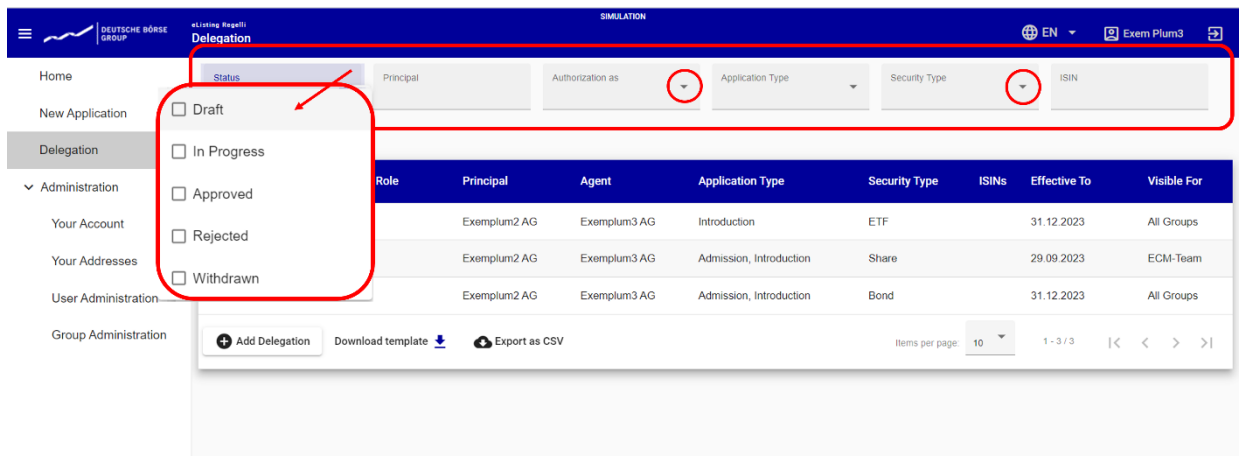 SIMULATION
DEUTSCHE BÖRSE
GROUP
eListing Regelli
Delegation
EN
Exem Plum3
Home
New Application
Delegation
Administration
Your Account
Your Addresses
User Administration
Group Administration
Status
Principal
Authorization as
Application Type
Security Type
ISIN
Draft
In Progress
Approved
Rejected
Withdrawn
Role Principal Agent Application Type Security Type ISINs Effective To Visible For
Exemplum2 AG Exemplum3 AG Introduction ETF 31.12.2023 All Groups
Exemplum2 AG Exemplum3 AG Admission, Introduction Share 29.09.2023 ECM-Team
Exemplum2 AG Exemplum3 AG Admission, Introduction Bond 31.12.2023 All Groups
Add Delegation Download template Export as CSV Items per page: 10 1 - 3 / 3